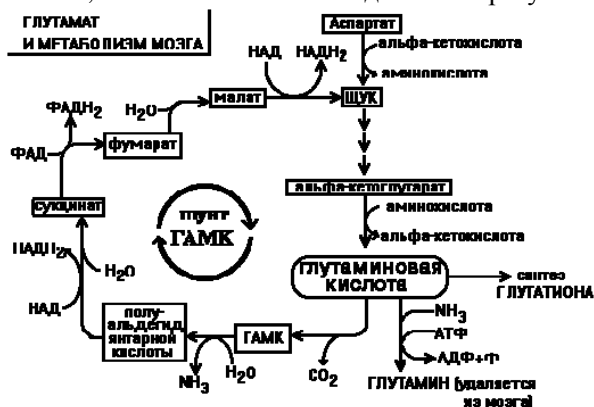 ГЛУТАМАТ
И МЕТАБОЛИЗМ МОЗГА
Аспартат
альфа-кетокислота
аминокислота
НАД
НАДН2
ЩУК
малат
H2O
ФАДН2
ФАД
фумарат
сукцинат
шунт
ГАМК
альфа-кетоглутарат
аминокислота
альфа-кетокислота
глутаминовая
кислота
синтез
ГЛУТАТИОНА
НАДН2
H2O
НАД
полу-
альдегид
янтарной
кислоты
ГАМК
NH3
H2O
CO2
NH3
АТФ
АДФ+Ф
ГЛУТАМИН (удаляется
из мозга)